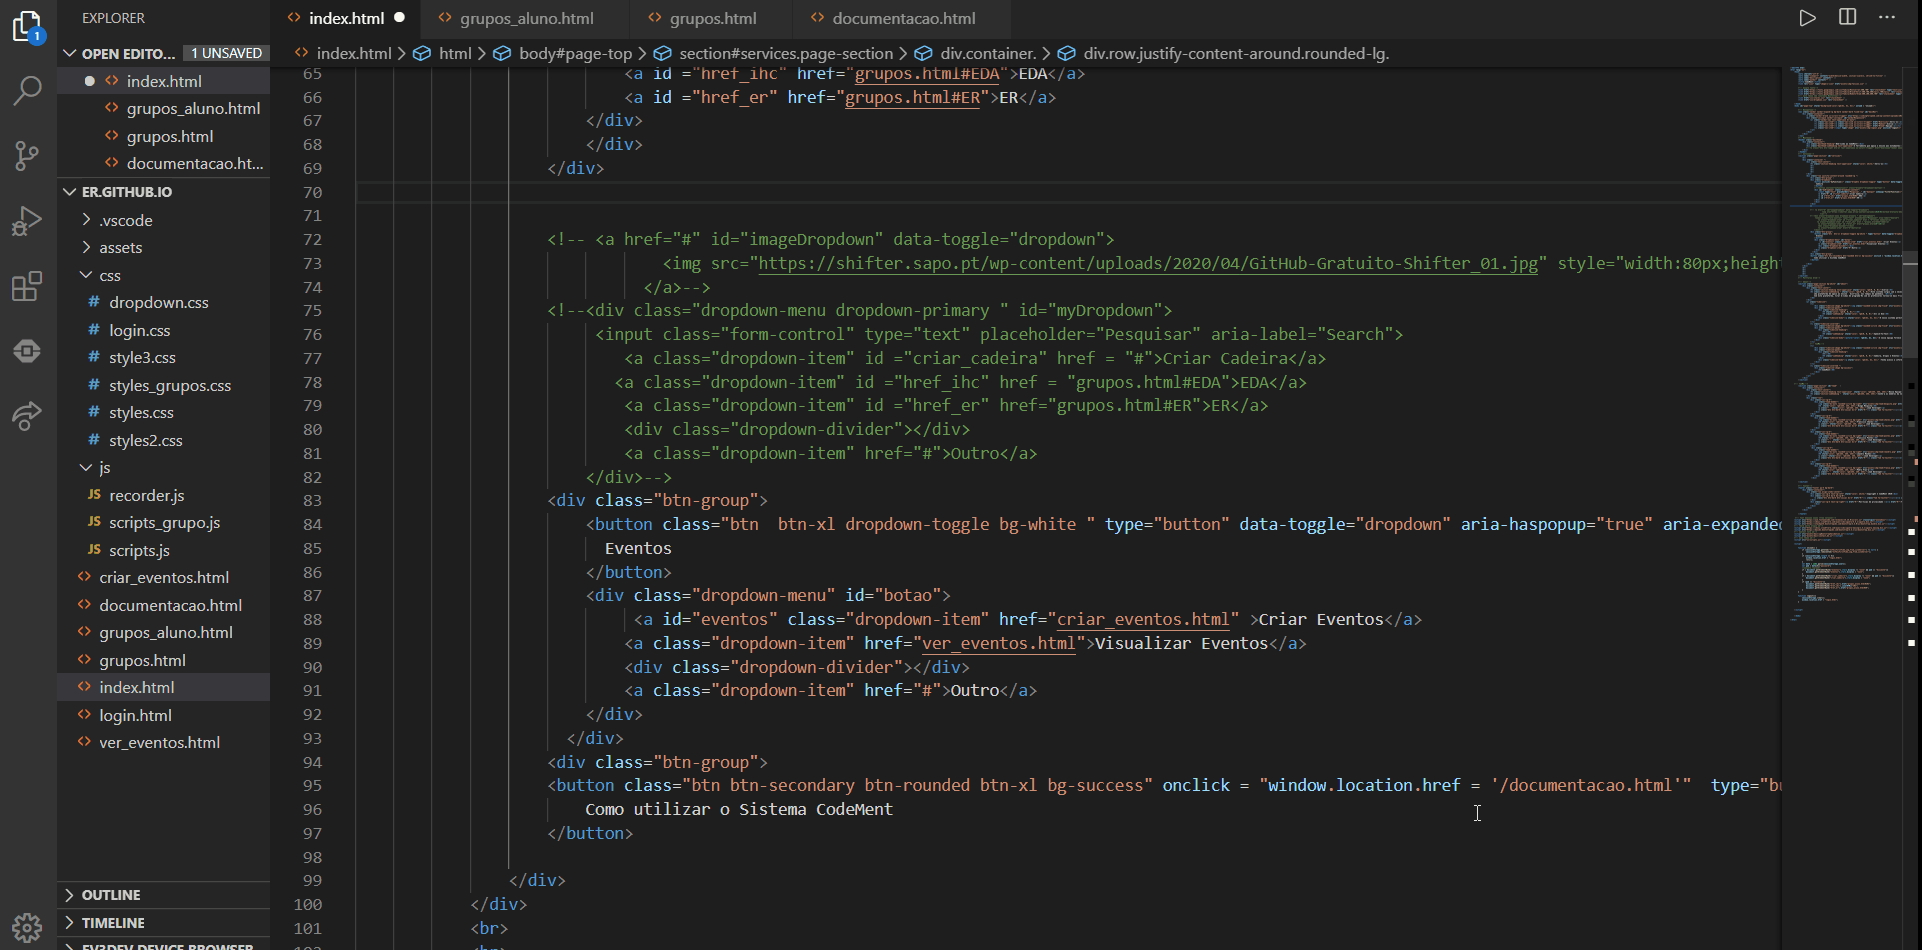 EXPLORER
index.html
grupos_aluno.html
grupos.html
documentacao.html
1
OPEN EDITO...
1 UNSAVED
index.html > html > body#page-top > section#services.page-section > div.container. > div.row.justify-content-around.rounded-lg.
index.html
grupos_aluno.html
grupos.html
documentacao.ht...
ER.GITHUB.IO
.vscode
assets
css
dropdown.css
login.css
style3.css
styles_grupos.css
styles.css
styles2.css
js
JS recorder.js
JS scripts_grupo.js
JS scripts.js
criar_eventos.html
documentacao.html
grupos_aluno.html
grupos.html
index.html
login.html
ver_eventos.html
OUTLINE
TIMELINE
EV3DEV DEVICE BROWSER
65 <a id ="href_ihc" href="grupos.html#EDA">EDA</a>
66 <a id ="href_er" href="grupos.html#ER">ER</a>
67 </div>
68 </div>
69 </div>
70
71
72 <!-- <a href="#" id="imageDropdown" data-toggle="dropdown">
73 <img src="https://shifter.sapo.pt/wp-content/uploads/2020/04/GitHub-Gratuito-Shifter_01.jpg" style="width:80px;height
74 </a>-->
75 <!--<div class="dropdown-menu dropdown-primary " id="myDropdown">
76 <input class="form-control" type="text" placeholder="Pesquisar" aria-label="Search">
77 <a class="dropdown-item" id ="criar_cadeira" href = "#">Criar Cadeira</a>
78 <a class="dropdown-item" id ="href_ihc" href = "grupos.html#EDA">EDA</a>
79 <a class="dropdown-item" id ="href_er" href="grupos.html#ER">ER</a>
80 <div class="dropdown-divider"></div>
81 <a class="dropdown-item" href="#">Outro</a>
82 </div>-->
83 <div class="btn-group">
84 <button class="btn  btn-xl dropdown-toggle bg-white " type="button" data-toggle="dropdown" aria-haspopup="true" aria-expanded
85 Eventos
86 </button>
87 <div class="dropdown-menu" id="botao">
88 <a id="eventos" class="dropdown-item" href="criar_eventos.html" >Criar Eventos</a>
89 <a class="dropdown-item" href="ver_eventos.html">Visualizar Eventos</a>
90 <div class="dropdown-divider"></div>
91 <a class="dropdown-item" href="#">Outro</a>
92 </div>
93 </div>
94 <div class="btn-group">
95 <button class="btn btn-secondary btn-rounded btn-xl bg-success" onclick = "window.location.href = '/documentacao.html'"  type="bu
96 Como utilizar o Sistema CodeMent
97 </button>
98
99 </div>
100 </div>
101 <br>